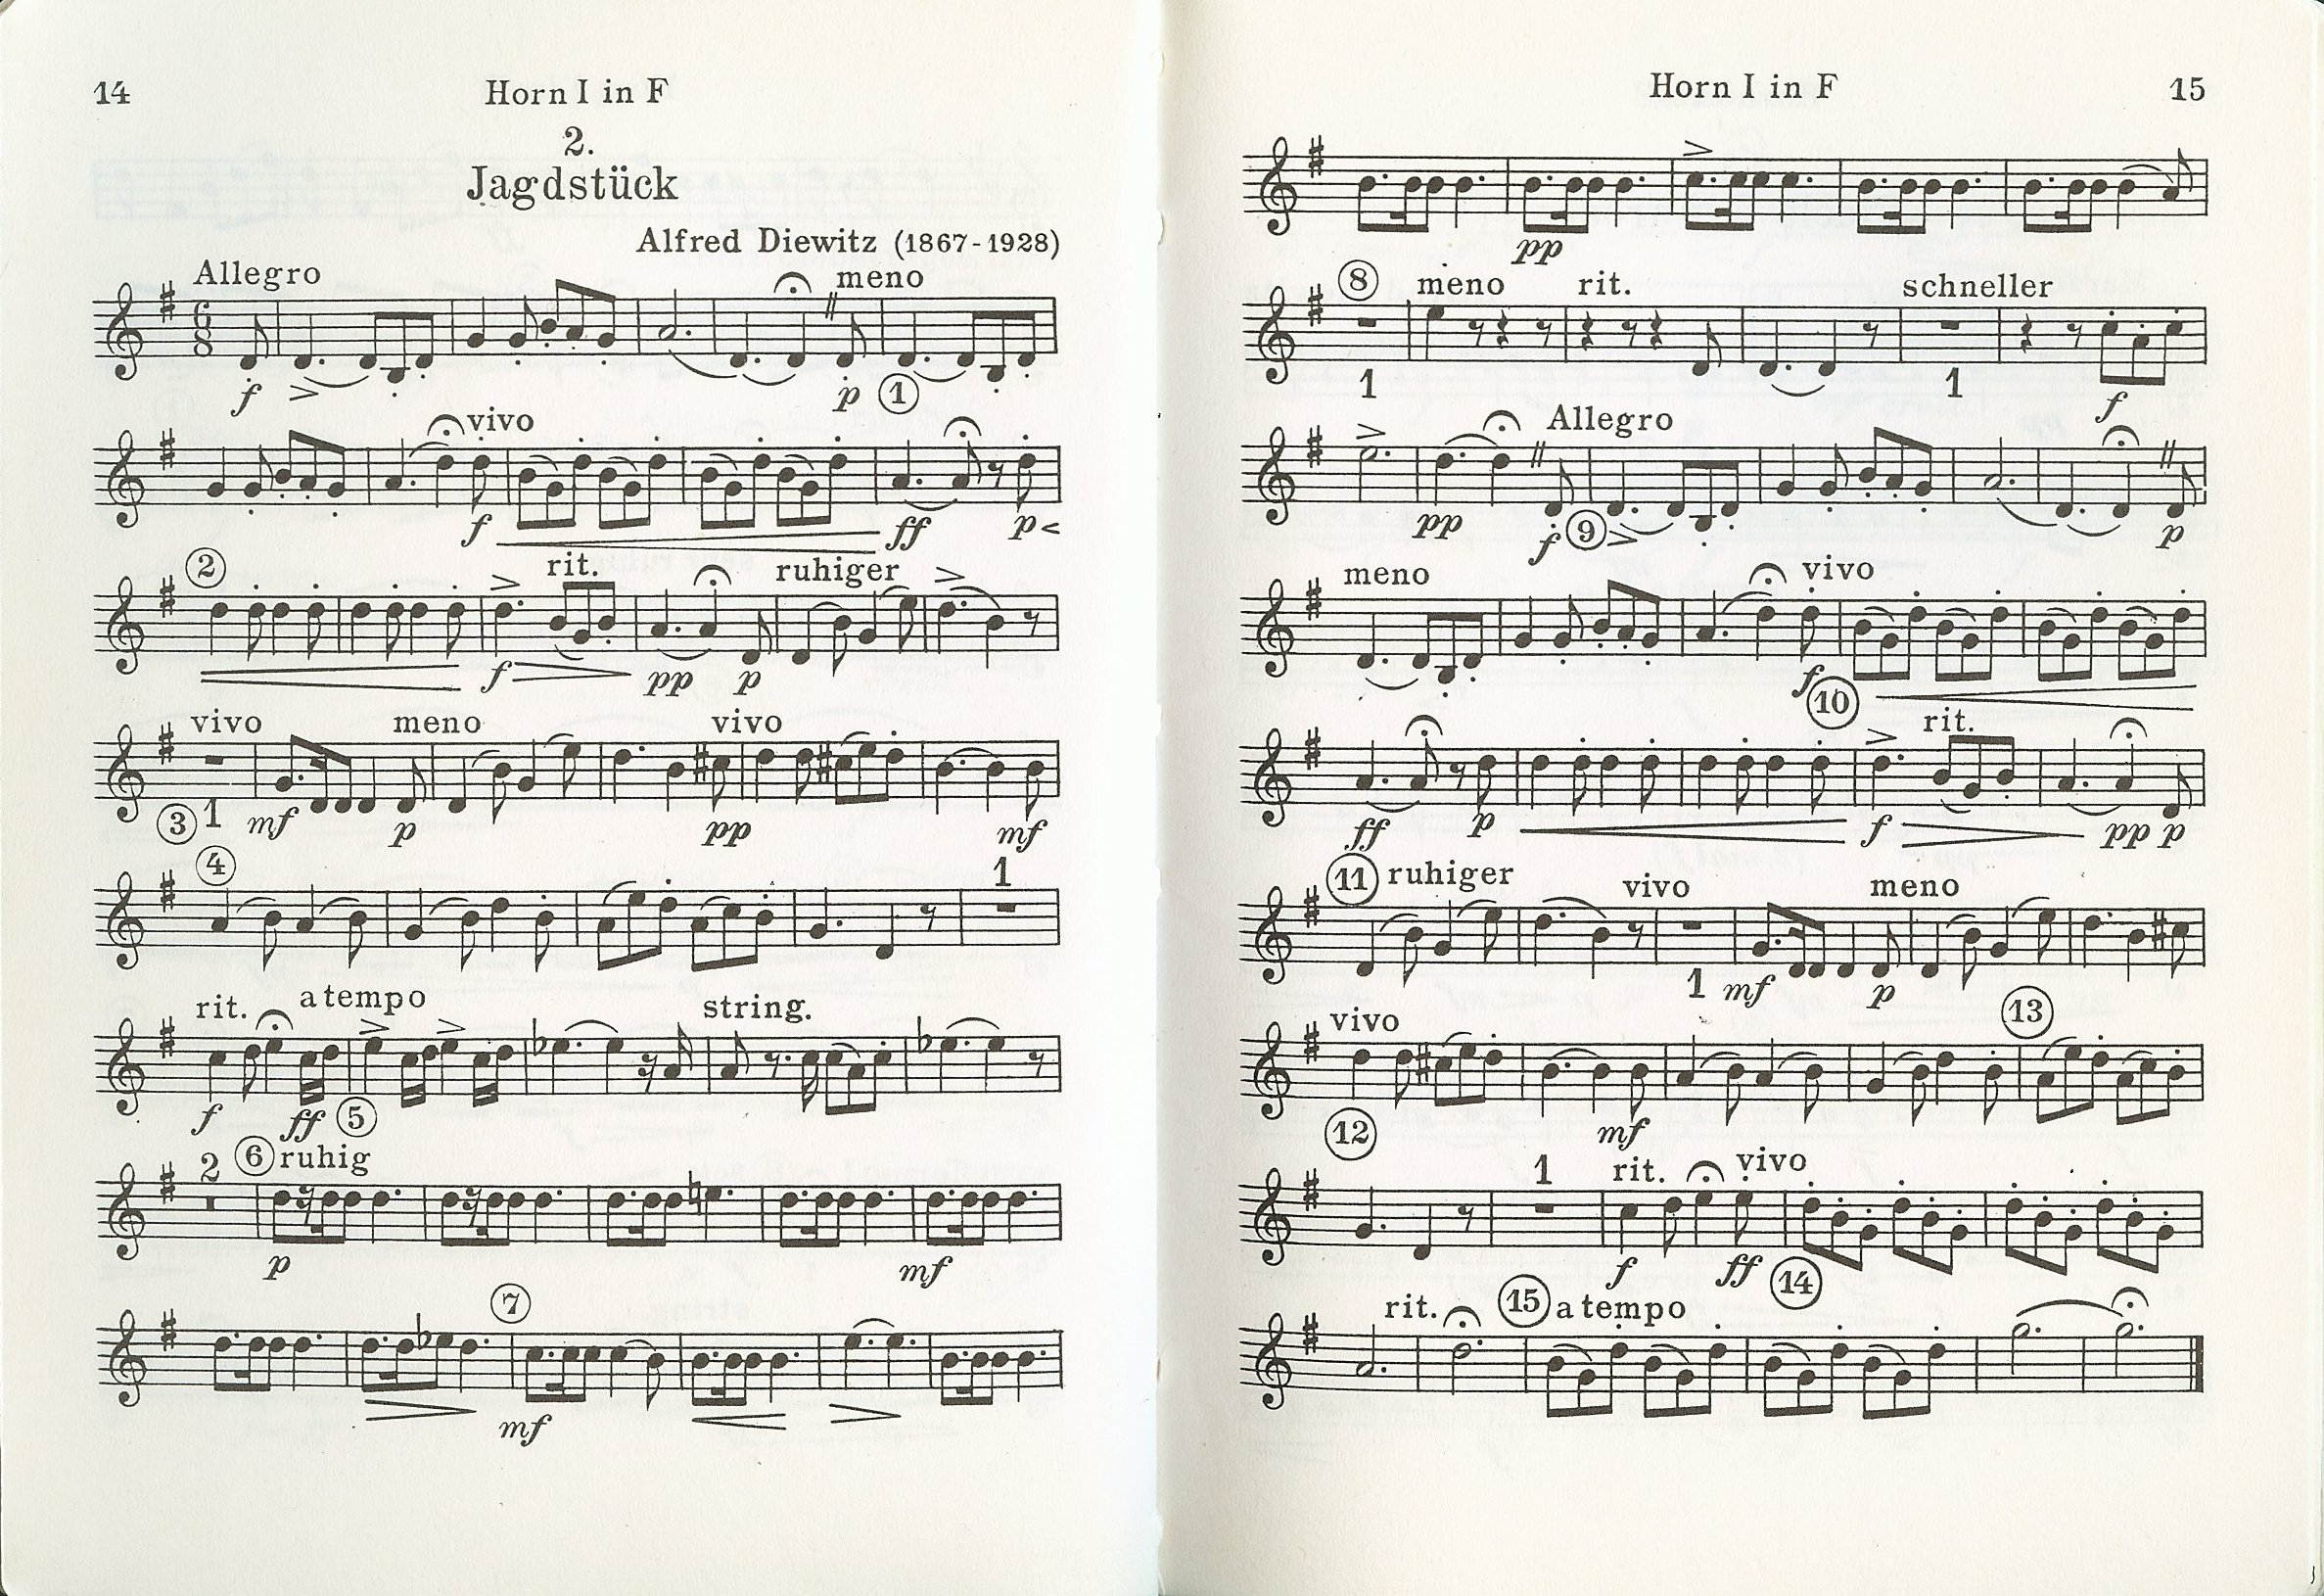 14
Horn I in F
2.
Jagdstück
Alfred Diewitz (1867-1928)
Allegro
meno
6
8
f
p
1
vivo
f
ff
p
2
rit.
ruhiger
f
pp
p
vivo
meno
vivo
3
1
mf
p
pp
mf
4
1
rit.
a tempo
string.
f
ff
5
2
6
ruhig
p
mf
7
mf
Horn I in F
15
pp
8
meno
rit.
schneller
1
1
f
Allegro
pp
f
9
p
meno
vivo
f
10
rit.
ff
p
f
pp
p
11
ruhiger
vivo
meno
1
mf
p
vivo
13
12
mf
1
rit.
vivo
f
ff
14
rit.
15
a tempo